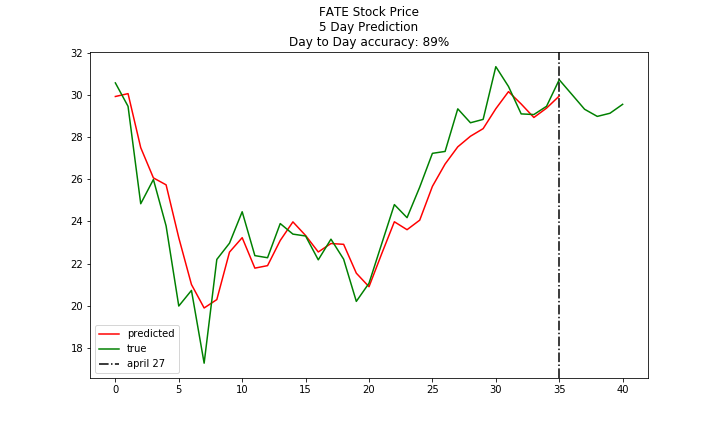 FATE Stock Price
5 Day Prediction
Day to Day accuracy: 89%
32
30
28
26
24
22
20
18
predicted
true
april 27
0 5 10 15 20 25 30 35 40